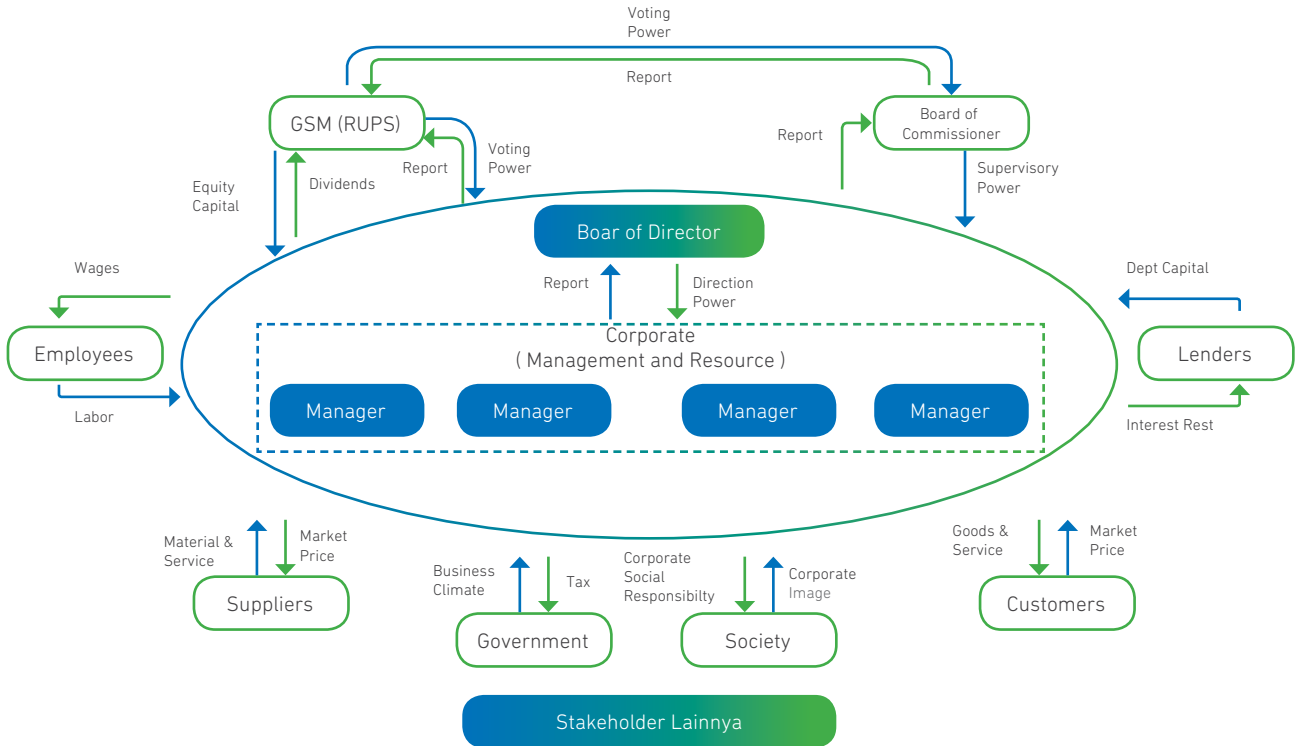 Voting
Power
Report
GSM (RUPS)
Board of
Commissioner
Report
Voting
Power
Report
Supervisory
Power
Equity
Capital
Dividends
Boar of Director
Wages
Report
Direction
Power
Dept Capital
Employees
Corporate
( Management and Resource )
Lenders
Manager
Manager
Manager
Manager
Labor
Interest Rest
Material &
Service
Market
Price
Business
Climate
Tax
Corporate
Social
Responsibilty
Corporate
Image
Goods &
Service
Market
Price
Suppliers
Government
Society
Customers
Stakeholder Lainnya